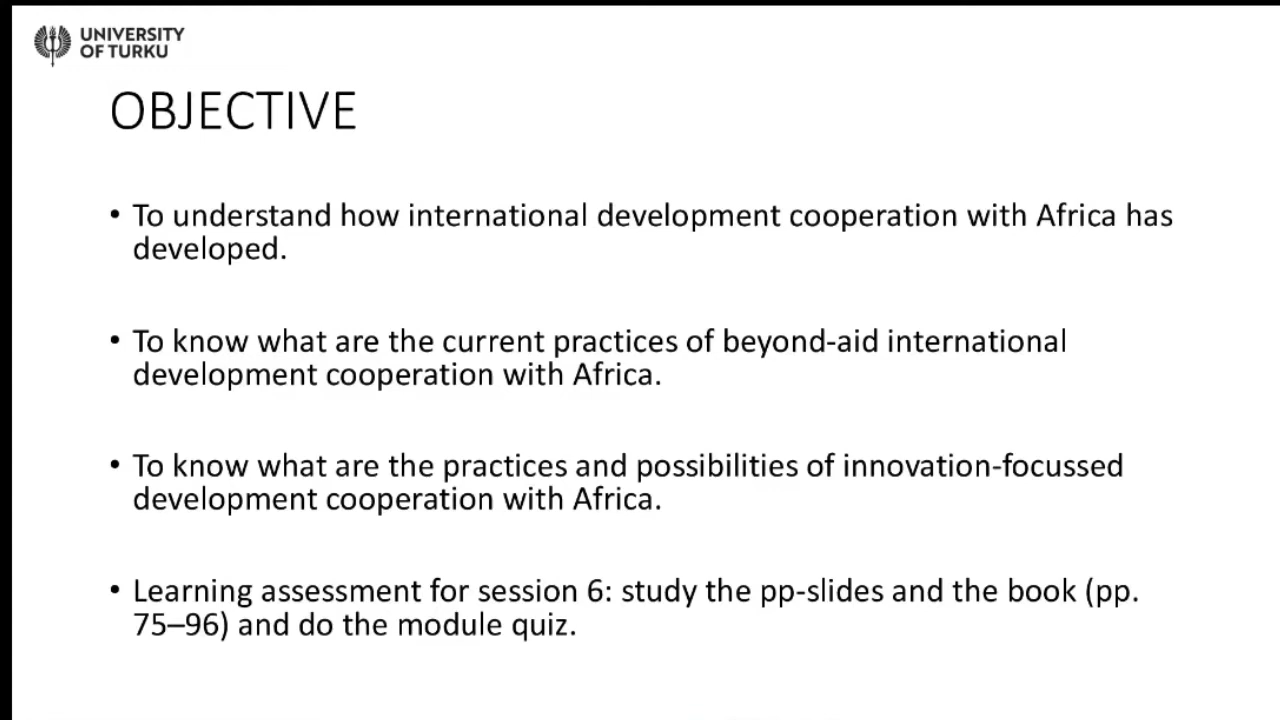 UNIVERSITY
OF TURKU
OBJECTIVE
• To understand how international development cooperation with Africa has
developed.
• To know what are the current practices of beyond-aid international
development cooperation with Africa.
• To know what are the practices and possibilities of innovation-focussed
development cooperation with Africa.
• Learning assessment for session 6: study the pp-slides and the book (pp.
75–96) and do the module quiz.